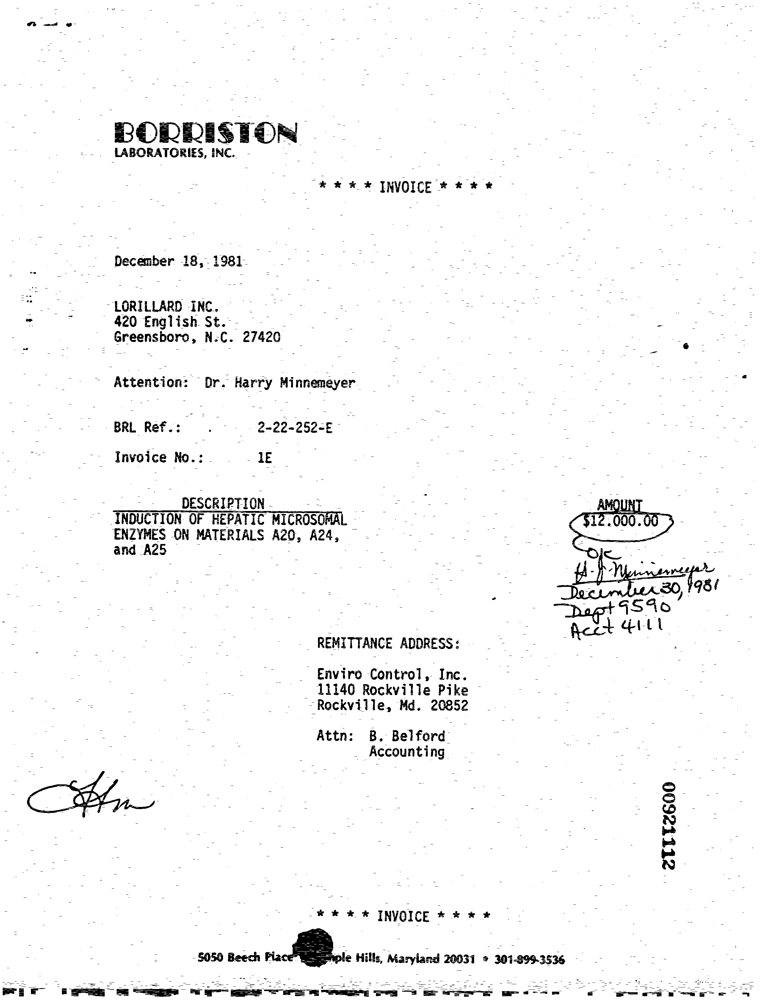 BORRISTON
LABORATORIES, INC.
* * * * INVOICE * * * *
December 18, 1981
LORILLARD INC.
420 English St.
Greensboro, N.C. 27420
Attention: Dr. Harry Minnemeyer
BRL Ref.: 2-22-252-E
Invoice No.: 1E
DESCRIPTION
AMOUNT
INDUCTION OF HEPATIC MICROSOMAL
ENZYMES ON MATERIALS A20, A24,
and A25
$12.000.00
OK
H. J. Minnemeyer
December 30, 1981
Dept 9590
Acct 4111
REMITTANCE ADDRESS:
Enviro Control, Inc.
11140 Rockville Pike
Rockville, Md. 20852
Attn: B. Belford
Accounting
00921112
* * * * INVOICE * * * *
5050 Beech Place Hills, Maryland 20031 • 301-899-3536